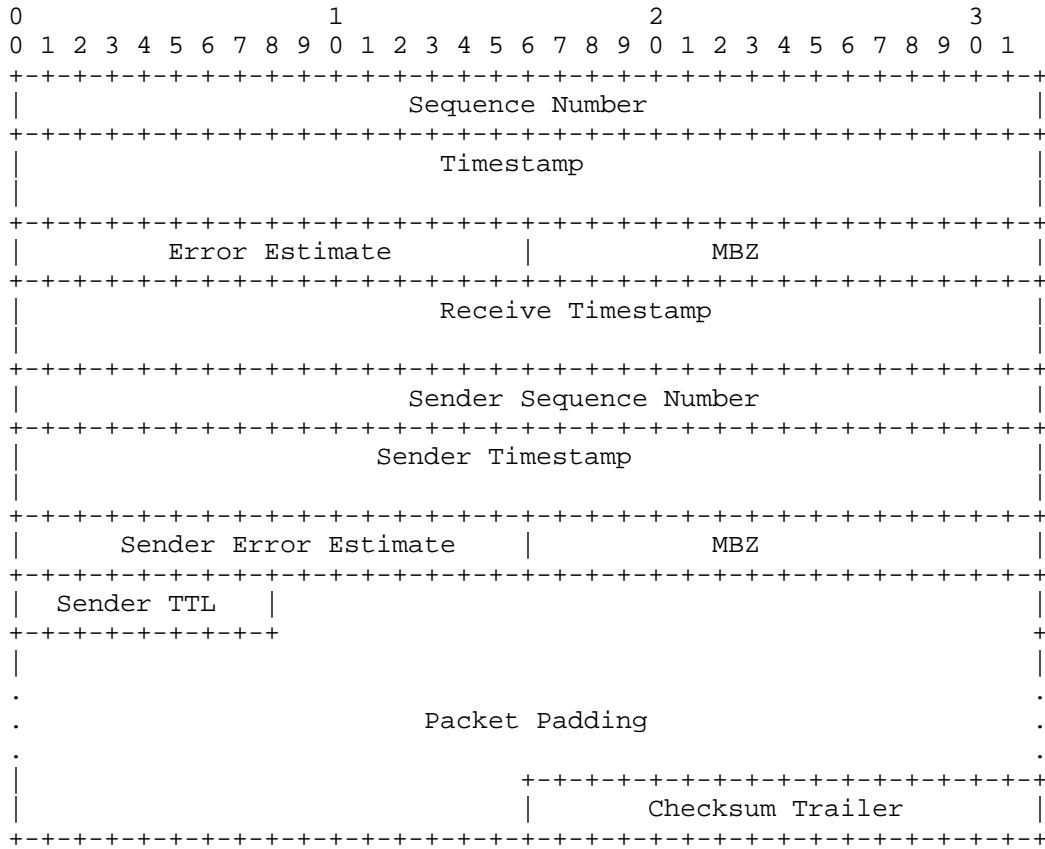 0                   1                   2                   3
0 1 2 3 4 5 6 7 8 9 0 1 2 3 4 5 6 7 8 9 0 1 2 3 4 5 6 7 8 9 0 1
+-+-+-+-+-+-+-+-+-+-+-+-+-+-+-+-+-+-+-+-+-+-+-+-+-+-+-+-+-+-+-+-+
|                        Sequence Number                        |
+-+-+-+-+-+-+-+-+-+-+-+-+-+-+-+-+-+-+-+-+-+-+-+-+-+-+-+-+-+-+-+-+
|                          Timestamp                            |
|                                                               |
+-+-+-+-+-+-+-+-+-+-+-+-+-+-+-+-+-+-+-+-+-+-+-+-+-+-+-+-+-+-+-+-+
|         Error Estimate        |           MBZ                 |
+-+-+-+-+-+-+-+-+-+-+-+-+-+-+-+-+-+-+-+-+-+-+-+-+-+-+-+-+-+-+-+-+
|                          Receive Timestamp                    |
|                                                               |
+-+-+-+-+-+-+-+-+-+-+-+-+-+-+-+-+-+-+-+-+-+-+-+-+-+-+-+-+-+-+-+-+
|                        Sender Sequence Number                 |
+-+-+-+-+-+-+-+-+-+-+-+-+-+-+-+-+-+-+-+-+-+-+-+-+-+-+-+-+-+-+-+-+
|                      Sender Timestamp                         |
|                                                               |
+-+-+-+-+-+-+-+-+-+-+-+-+-+-+-+-+-+-+-+-+-+-+-+-+-+-+-+-+-+-+-+-+
|      Sender Error Estimate    |           MBZ                 |
+-+-+-+-+-+-+-+-+-+-+-+-+-+-+-+-+-+-+-+-+-+-+-+-+-+-+-+-+-+-+-+-+
|  Sender TTL   |                                               |
+-+-+-+-+-+-+-+-+                                               +
|                                                               |
.                                                               .
.                         Packet Padding                        .
.                                                               .
|                               +-+-+-+-+-+-+-+-+-+-+-+-+-+-+-+-+
|                               |       Checksum Trailer        |
+-+-+-+-+-+-+-+-+-+-+-+-+-+-+-+-+-+-+-+-+-+-+-+-+-+-+-+-+-+-+-+-+